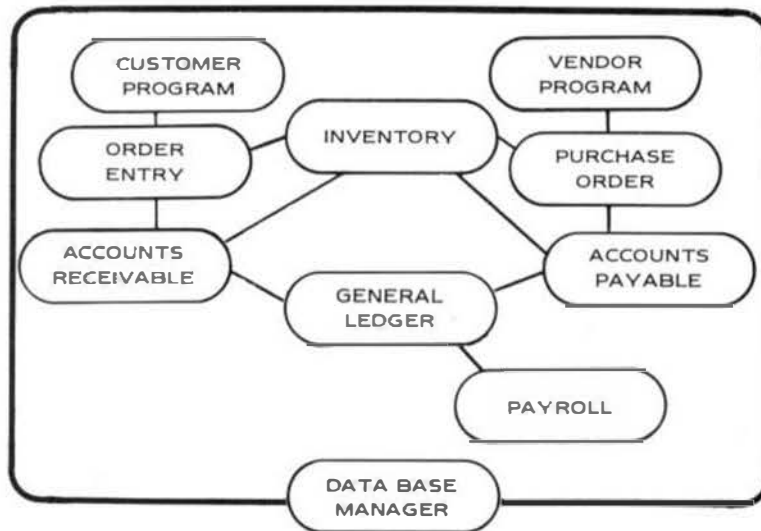 CUSTOMER
PROGRAM
VENDOR
PROGRAM
INVENTORY
ORDER
ENTRY
PURCHASE
ORDER
ACCOUNTS
RECEIVABLE
ACCOUNTS
PAYABLE
GENERAL
LEDGER
PAYROLL
DATA BASE
MANAGER